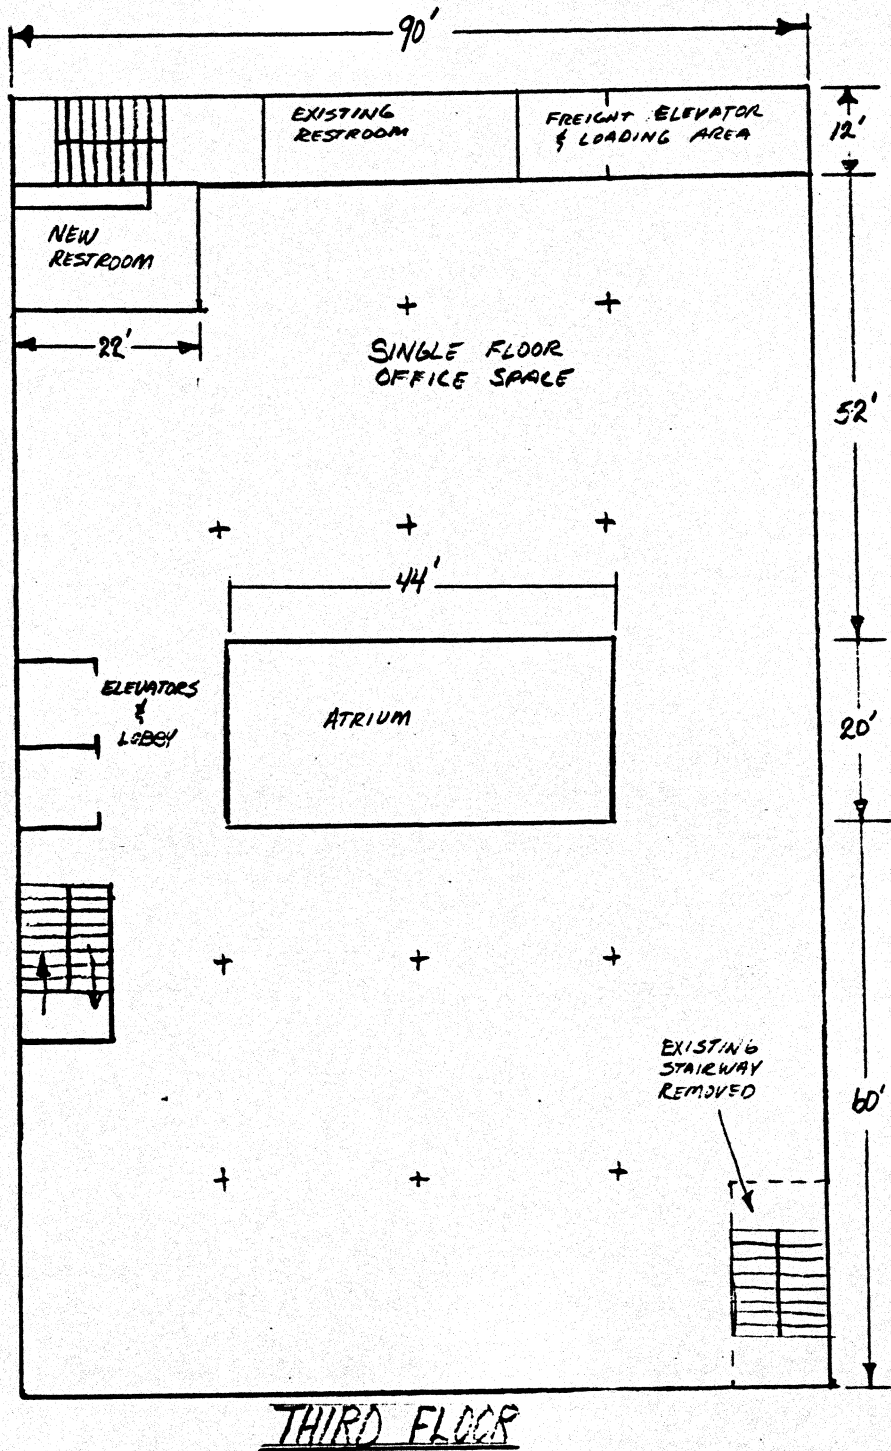 90'
EXISTING
RESTROOM
FREIGHT ELEVATOR
& LOADING AREA
12'
NEW
RESTROOM
22'
SINGLE FLOOR
OFFICE SPACE
52'
44'
ELEVATORS
&
LOBBY
ATRIUM
20'
EXISTING
STAIRWAY
REMOVED
60'
THIRD FLOOR